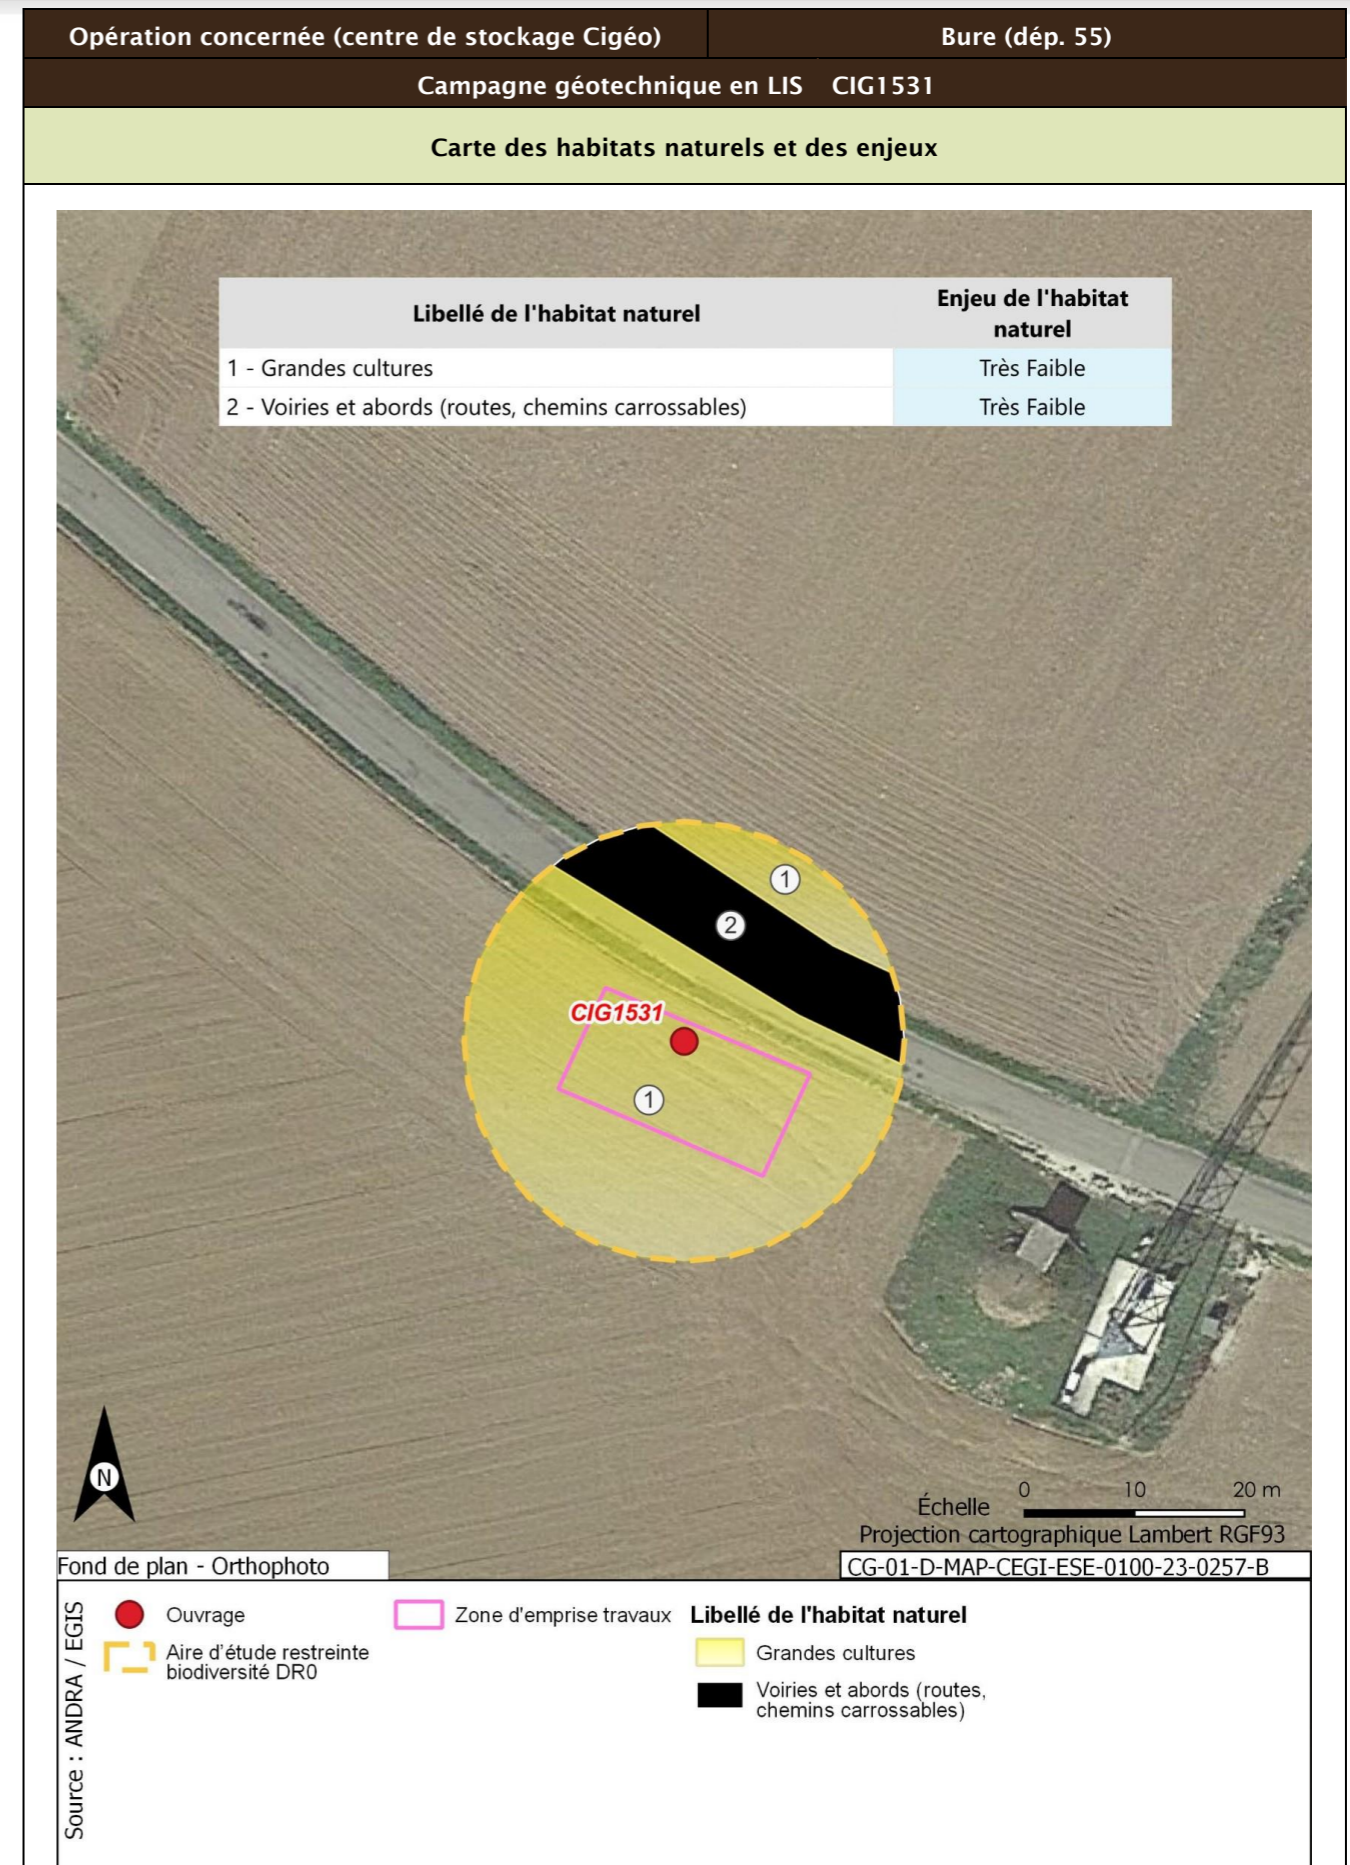 Opération concernée (centre de stockage Cigéo) Bure (dép. 55)
Campagne géotechnique en LIS CIG1531
Carte des habitats naturels et des enjeux
Libellé de l'habitat naturel
Enjeu de l'habitat
naturel
1 - Grandes cultures Très Faible
2 - Voiries et abords (routes, chemins carrossables) Très Faible
1
2
CIG1531
1
N
0 10 20 m
Échelle
Projection cartographique Lambert RGF93
Fond de plan - Orthophoto
CG-01-D-MAP-CEGI-ESE-0100-23-0257-B
Source : ANDRA / EGIS
Ouvrage
Aire d'étude restreinte
biodiversité DR0
Zone d'emprise travaux
Libellé de l'habitat naturel
Grandes cultures
Voiries et abords (routes,
chemins carrossables)